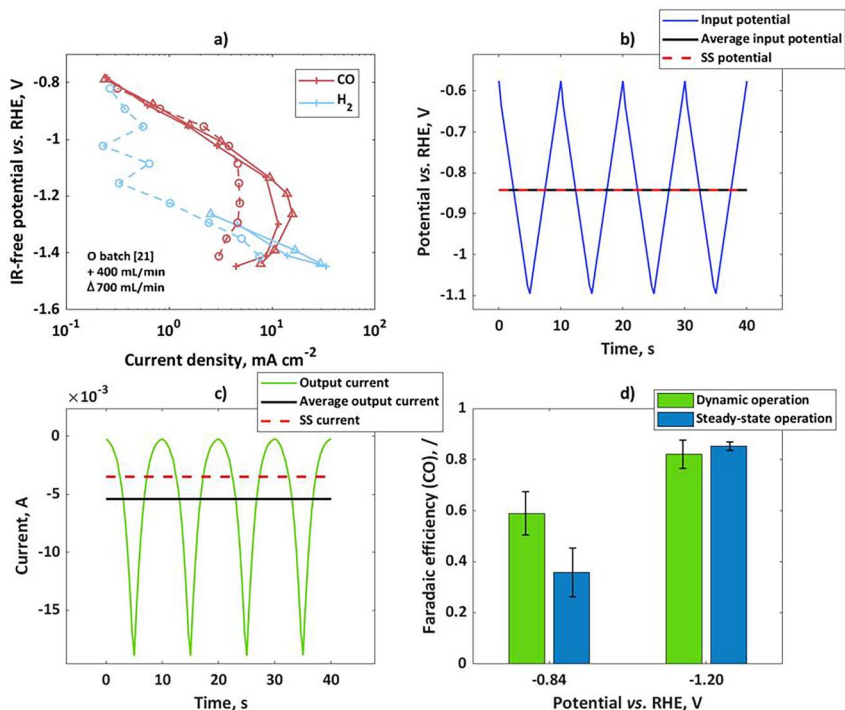 a)
IR-free potential vs. RHE, V
-0.8
-1
-1.2
-1.4
-1.6
CO
H2
O batch [21]
+ 400 mL/min
Δ 700 mL/min
10-1
100
101
102
Current density, mA cm-2
b)
Input potential
Average input potential
SS potential
Potential vs. RHE, V
-0.6
-0.7
-0.8
-0.9
-1
-1.1
0
10
20
30
40
Time, s
c)
×10-3
Output current
Average output current
SS current
Current, A
0
-5
-10
-15
0
10
20
30
40
Time, s
d)
Dynamic operation
Steady-state operation
Faradaic efficiency (CO), /
1
0.8
0.6
0.4
0.2
0
-0.84
-1.20
Potential vs. RHE, V